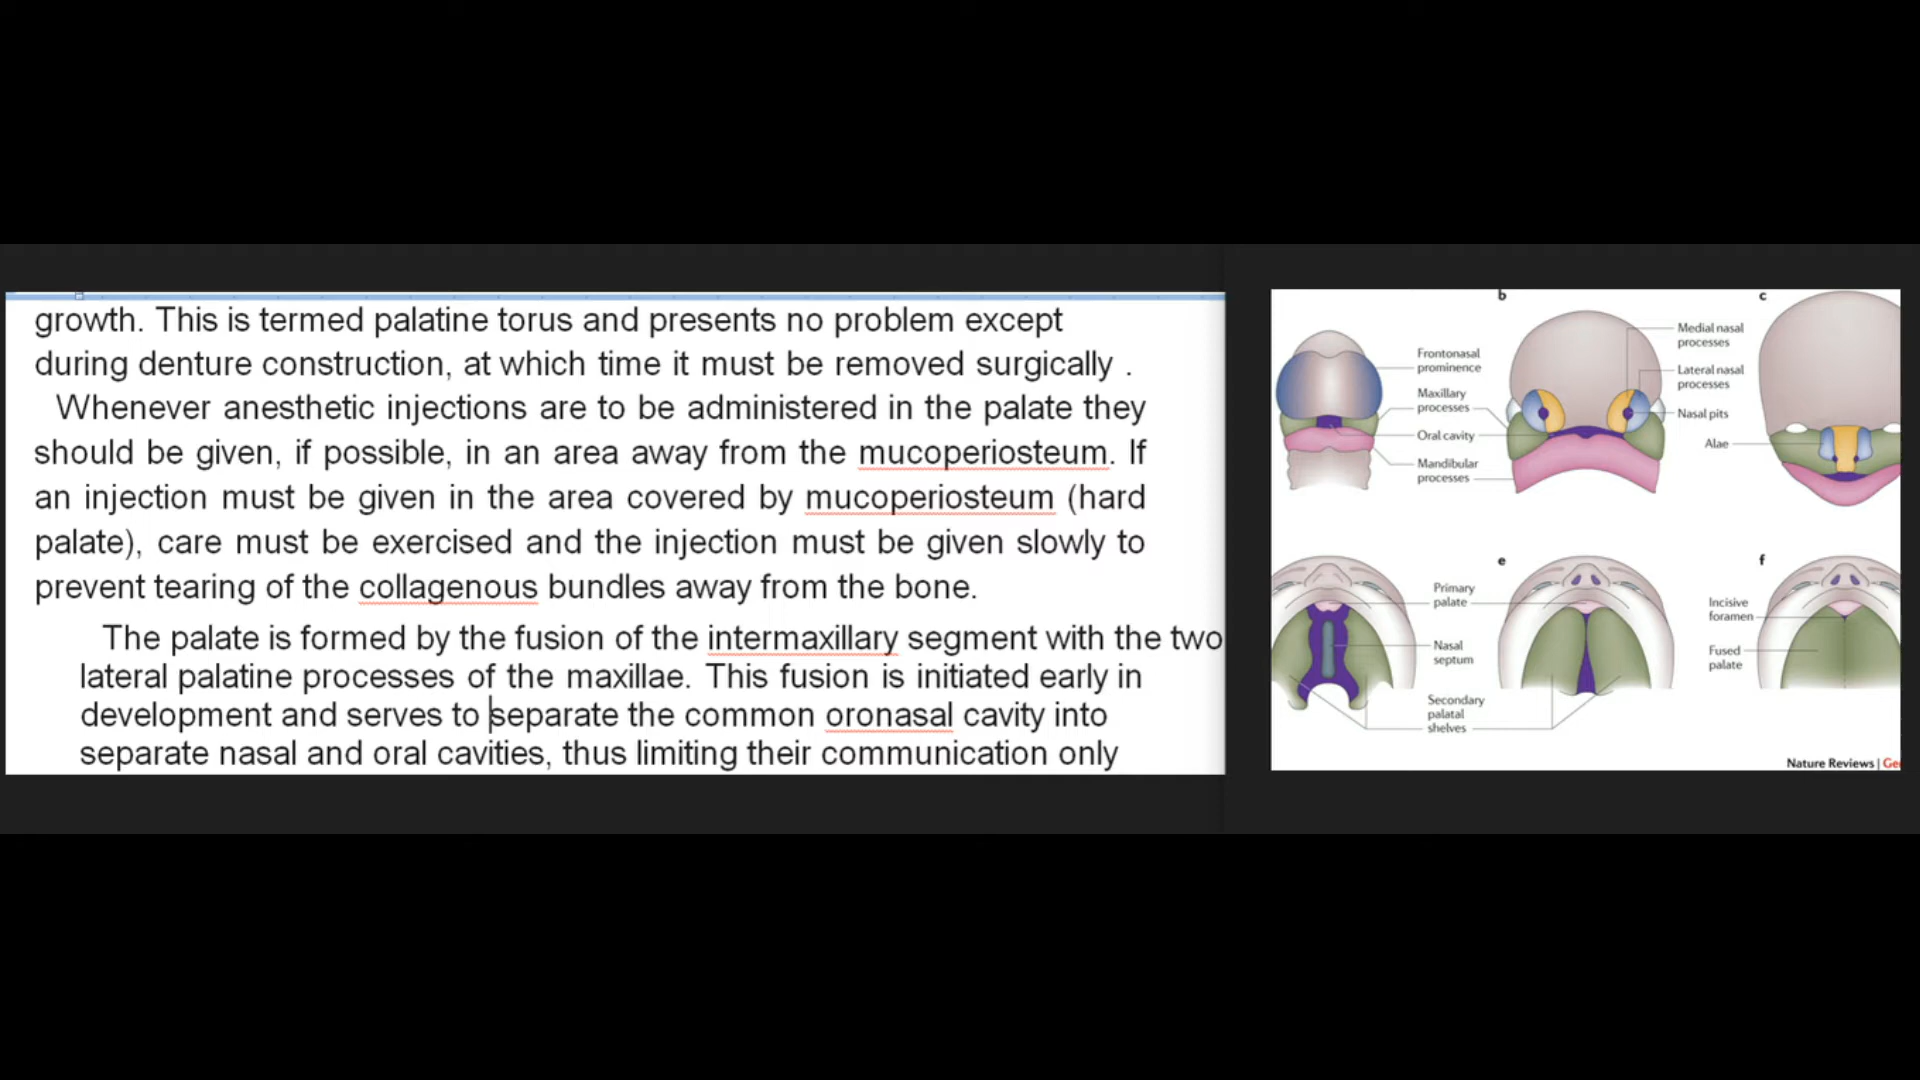 growth. This is termed palatine torus and presents no problem except
during denture construction, at which time it must be removed surgically .
Whenever anesthetic injections are to be administered in the palate they
should be given, if possible, in an area away from the mucoperiosteum. If
an injection must be given in the area covered by mucoperiosteum (hard
palate), care must be exercised and the injection must be given slowly to
prevent tearing of the collagenous bundles away from the bone.
The palate is formed by the fusion of the intermaxillary segment with the two
lateral palatine processes of the maxillae. This fusion is initiated early in
development and serves to separate the common oronasal cavity into
separate nasal and oral cavities, thus limiting their communication only
b
c
Frontonasal
prominence
Maxillary
processes
Oral cavity
Mandibular
processes
Medial nasal
processes
Lateral nasal
processes
Nasal pits
Alae
e
f
Primary
palate
Nasal
septum
Secondary
palatal
shelves
Incisive
foramen
Fused
palate
Nature Reviews |